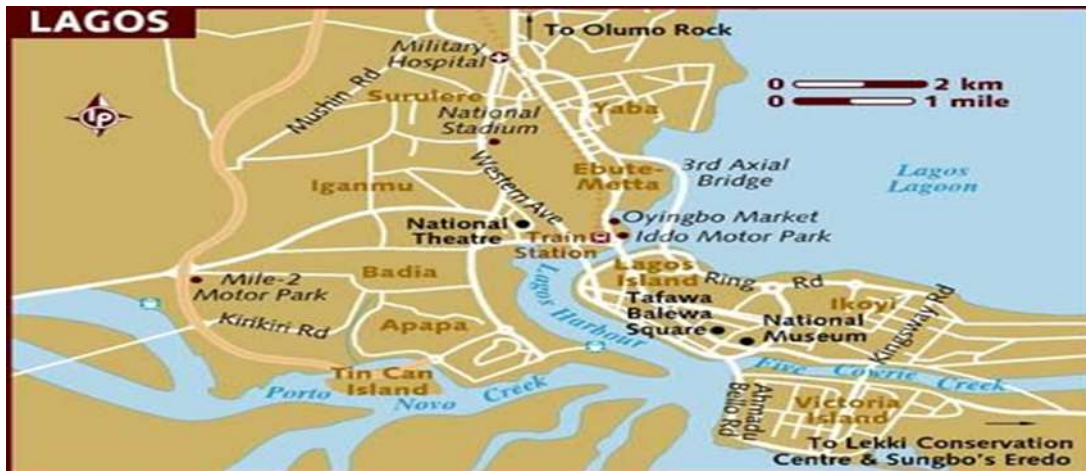 LAGOS
To Olumo Rock
Military
Hospital
0 2 km
0 1 mile
Mushin Rd
Surulere
Yaba
National
Stadium
3rd Axial
Bridge
Lagos
Lagoon
Ebute-
Metta
Iganmu
Western Ave
Oyingbo Market
National
Theatre
Iddo Motor Park
Train
Station
Badia
Lagos
Island
Ring Rd
Mile-2
Motor Park
Lagos Harbour
Ikoyi
Tafawa
Balewa
Square
Kingsway Rd
Kirikiri Rd
Apapa
National
Museum
Five Cowrie Creek
Tin Can
Island
Porto Novo Creek
Ahmadu
Bello Rd
Victoria
Island
To Lekki Conservation
Centre & Sungbo's Eredo
lp